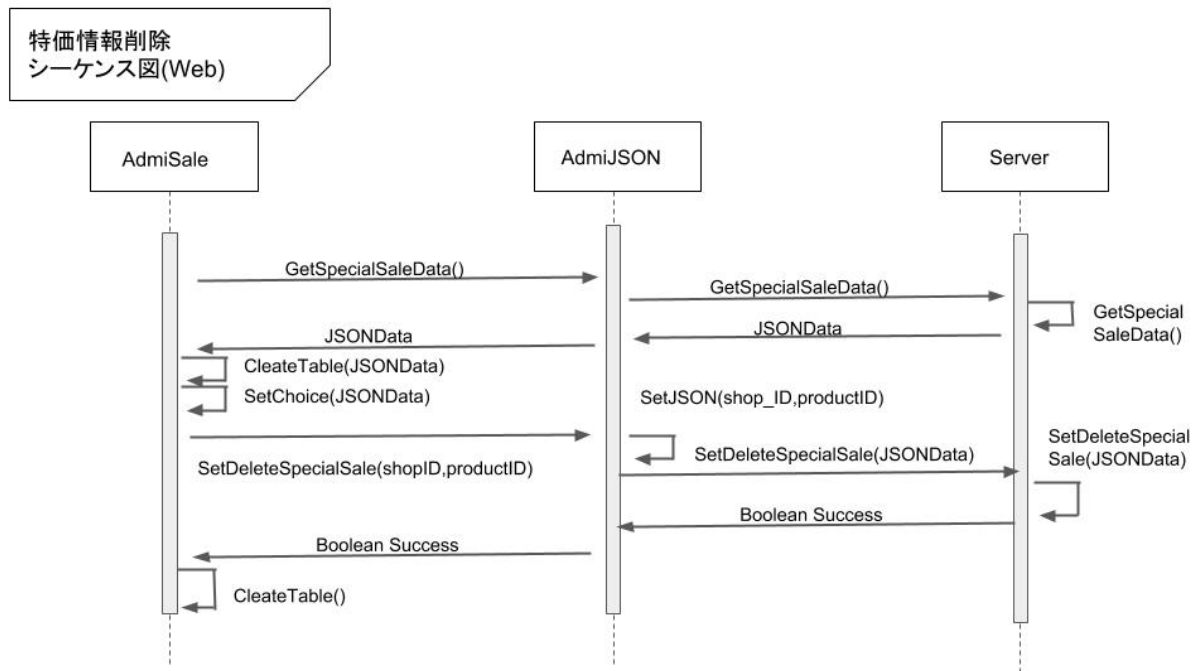 特価情報削除
シーケンス図(Web)
AdmiSale
AdmiJSON
Server
GetSpecialSaleData()
GetSpecialSaleData()
GetSpecial
SaleData()
JSONData
JSONData
CleateTable(JSONData)
SetChoice(JSONData)
SetJSON(shop_ID,productID)
SetDeleteSpecialSale(shopID,productID)
SetDeleteSpecialSale(JSONData)
SetDeleteSpecial
Sale(JSONData)
Boolean Success
Boolean Success
CleateTable()